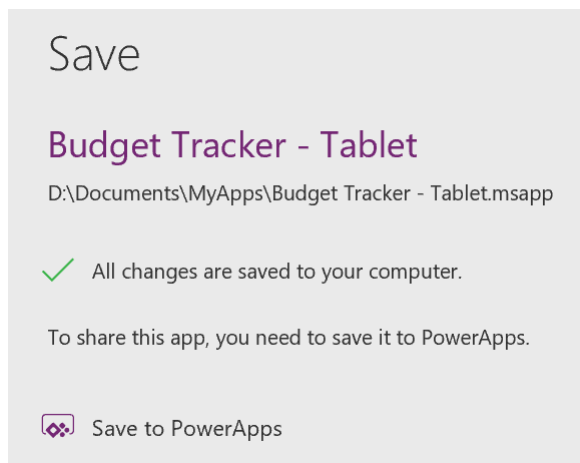 Save
Budget Tracker - Tablet
D:\Documents\MyApps\Budget Tracker - Tablet.msapp
All changes are saved to your computer.
To share this app, you need to save it to PowerApps.
Save to PowerApps